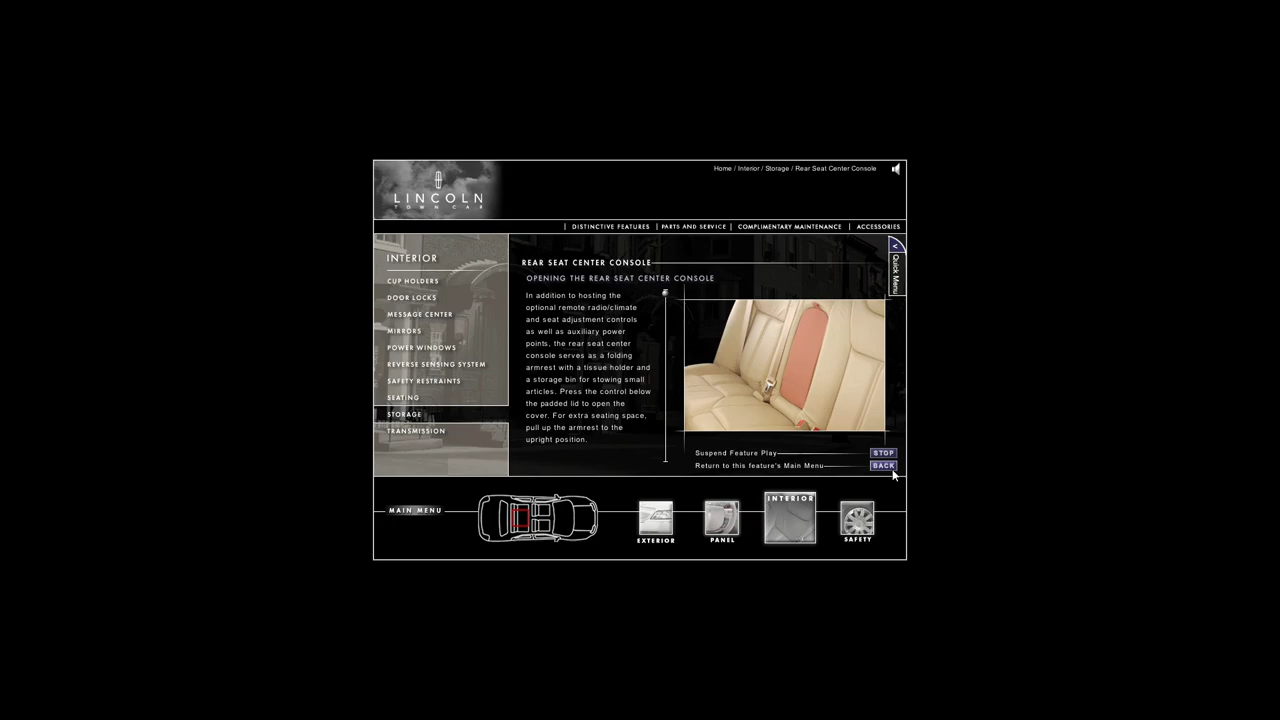 Home / Interior / Storage / Rear Seat Center Console
LINCOLN
TOWN CAR
DISTINCTIVE FEATURES
PARTS AND SERVICE
COMPLIMENTARY MAINTENANCE
ACCESSORIES
INTERIOR
CUP HOLDERS
DOOR LOCKS
MESSAGE CENTER
MIRRORS
POWER WINDOWS
REVERSE SENSING SYSTEM
SAFETY RESTRAINTS
SEATING
STORAGE
TRANSMISSION
REAR SEAT CENTER CONSOLE
OPENING THE REAR SEAT CENTER CONSOLE
In addition to hosting the
optional remote radio/climate
and seat adjustment controls
as well as auxiliary power
points, the rear seat center
console serves as a folding
armrest with a tissue holder and
a storage bin for stowing small
articles. Press the control below
the padded lid to open the
cover. For extra seating space,
pull up the armrest to the
upright position.
< Quick Menu
Suspend Feature Play
STOP
Return to this feature's Main Menu
BACK
MAIN MENU
EXTERIOR
PANEL
INTERIOR
SAFETY